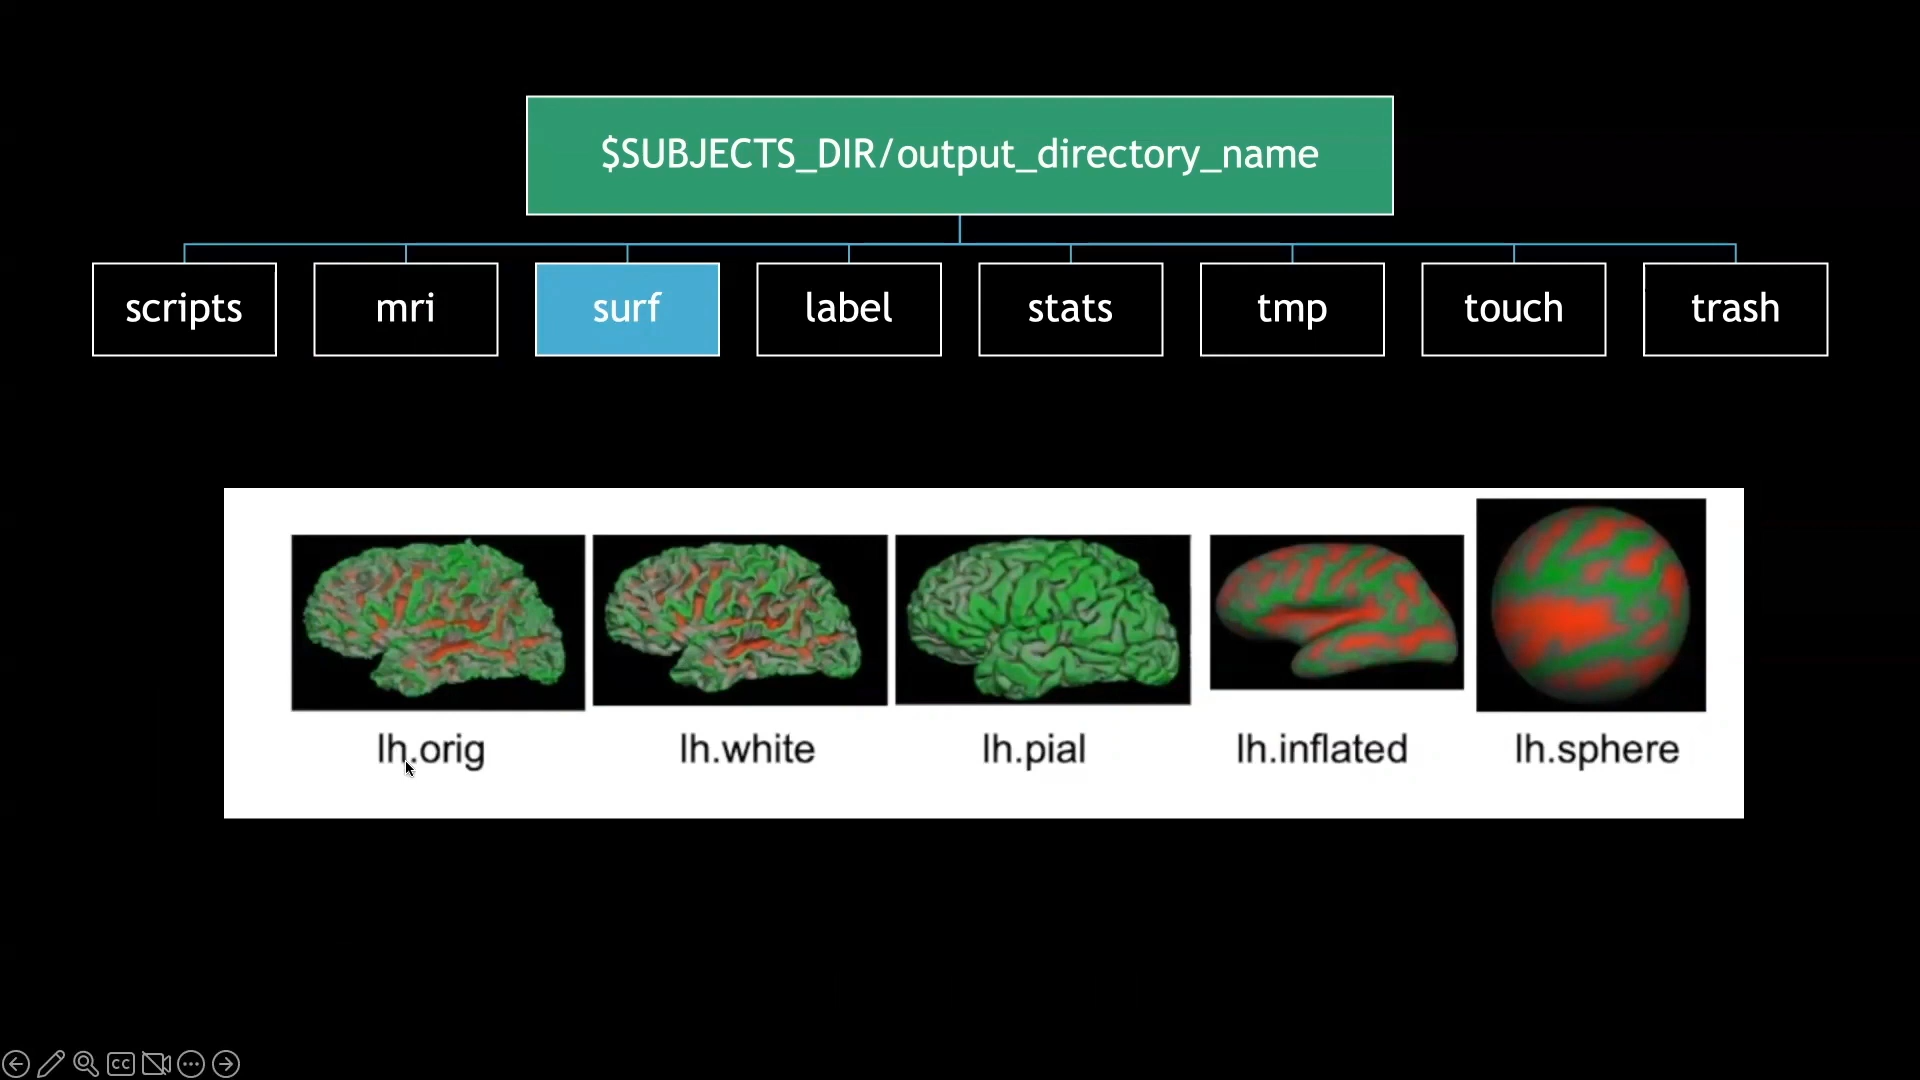 $SUBJECTS_DIR/output_directory_name
scripts mri surf label stats tmp touch trash
lh.orig lh.white lh.pial lh.inflated lh.sphere
CC